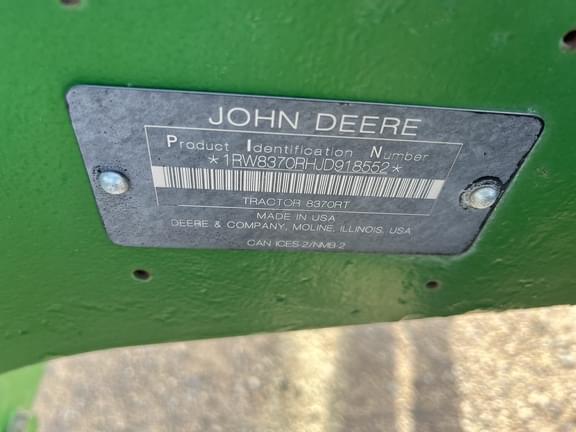 JOHN DEERE
Product Identification Number
*1RW8370RHJD918552*
TRACTOR 8370RT
MADE IN USA
DEERE & COMPANY, MOLINE, ILLINOIS, USA
CAN ICES-2/NMB-2